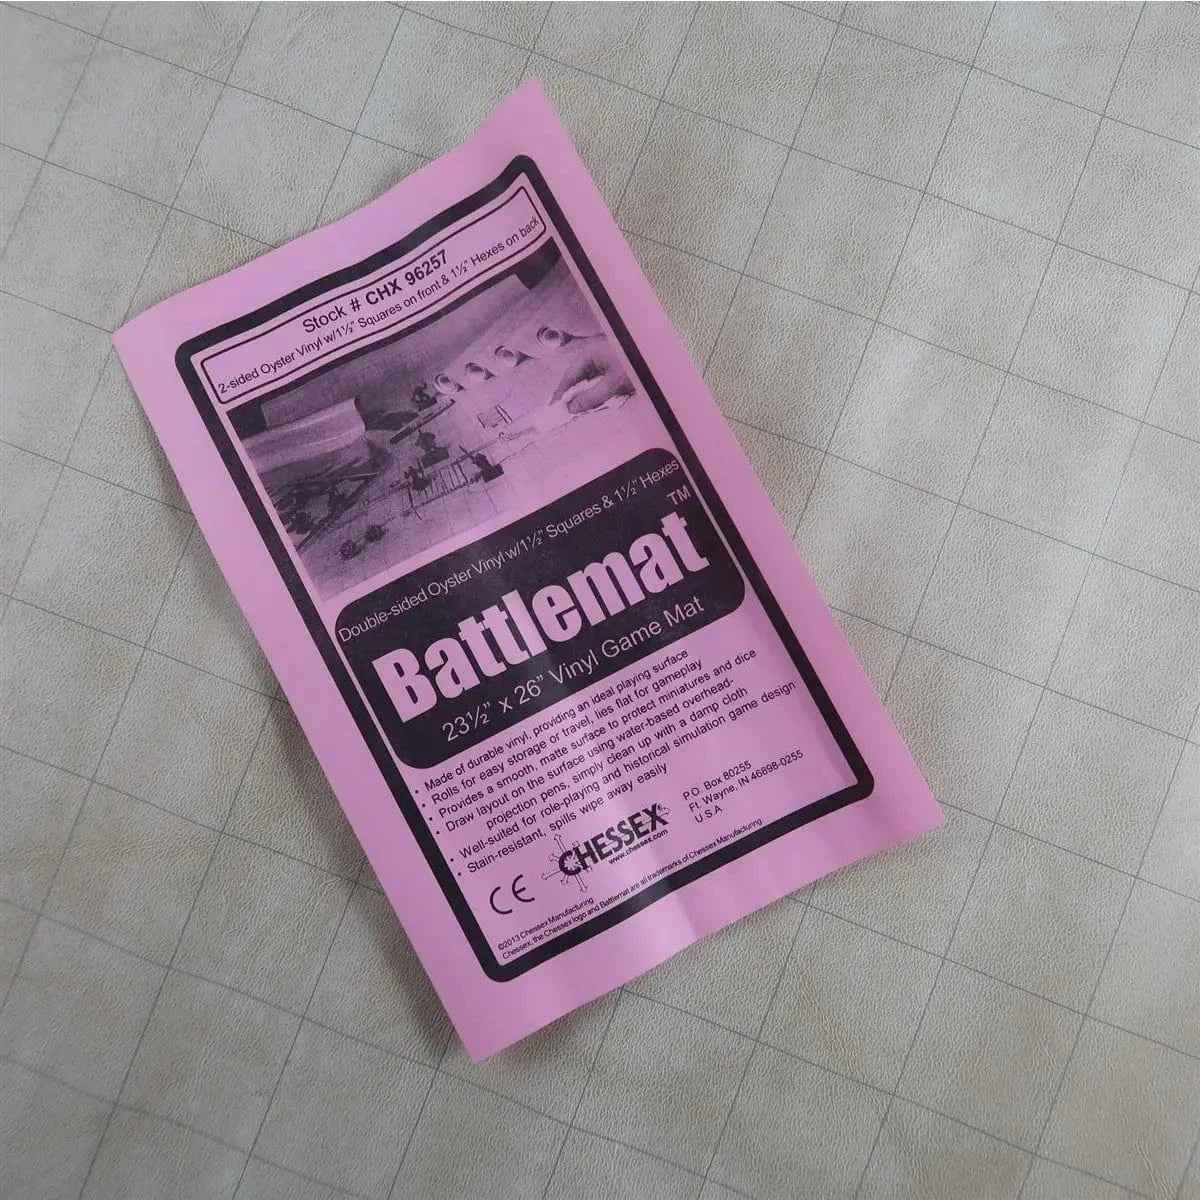 Stock # CHX 96257
2-sided Oyster Vinyl w/1½" Squares on front & 1½" Hexes on back
Double-sided Oyster Vinyl w/1½" Squares & 1½" Hexes
Battlemat™
23½" x 26" Vinyl Game Mat
• Made of durable vinyl, providing an ideal playing surface
• Rolls for easy storage or travel, lies flat for gameplay
• Provides a smooth, matte surface to protect miniatures and dice
• Draw layout on the surface using water-based overhead-
projection pens, simply clean up with a damp cloth
• Well-suited for role-playing and historical simulation game design
• Stain-resistant, spills wipe away easily
CE
CHESSEX®
www.chessex.com
P.O. Box 80255
Ft. Wayne, IN 46898-0255
U.S.A.
©2013 Chessex Manufacturing
Chessex, the Chessex logo and Battlemat are all trademarks of Chessex Manufacturing